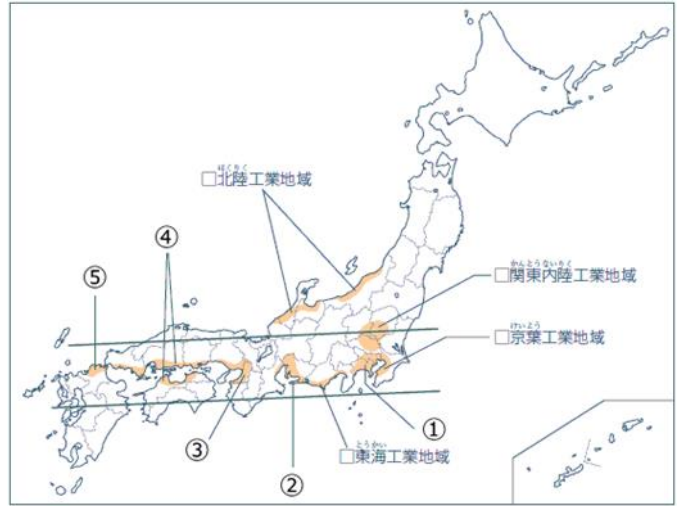 ほくりく
□北陸工業地域
④
⑤
かんとうないりく
□関東内陸工業地域
けいよう
□京葉工業地域
①
③
とうかい
□東海工業地域
②